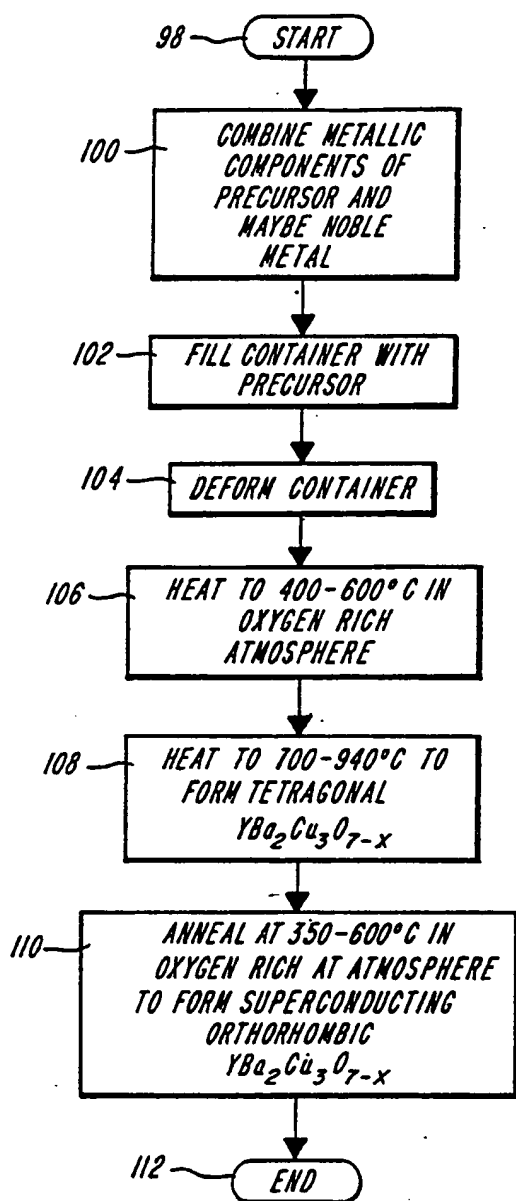 98
START
100
COMBINE METALLIC
COMPONENTS OF
PRECURSOR AND
MAYBE NOBLE
METAL
102
FILL CONTAINER WITH
PRECURSOR
104
DEFORM CONTAINER
106
HEAT TO 400-600°C IN
OXYGEN RICH
ATMOSPHERE
108
HEAT TO 700-940°C TO
FORM TETRAGONAL
YBa₂Cu₃O₇₋ₓ
110
ANNEAL AT 350-600°C IN
OXYGEN RICH AT ATMOSPHERE
TO FORM SUPERCONDUCTING
ORTHORHOMBIC
YBa₂Cu₃O₇₋ₓ
112
END